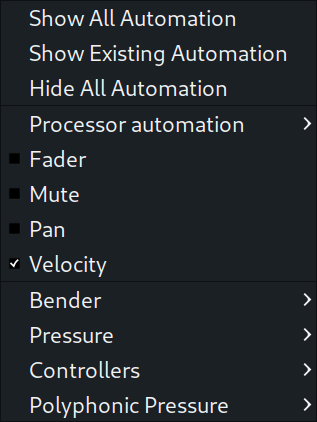 Show All Automation
Show Existing Automation
Hide All Automation
Processor automation
Fader
Mute
Pan
Velocity
Bender
Pressure
Controllers
Polyphonic Pressure